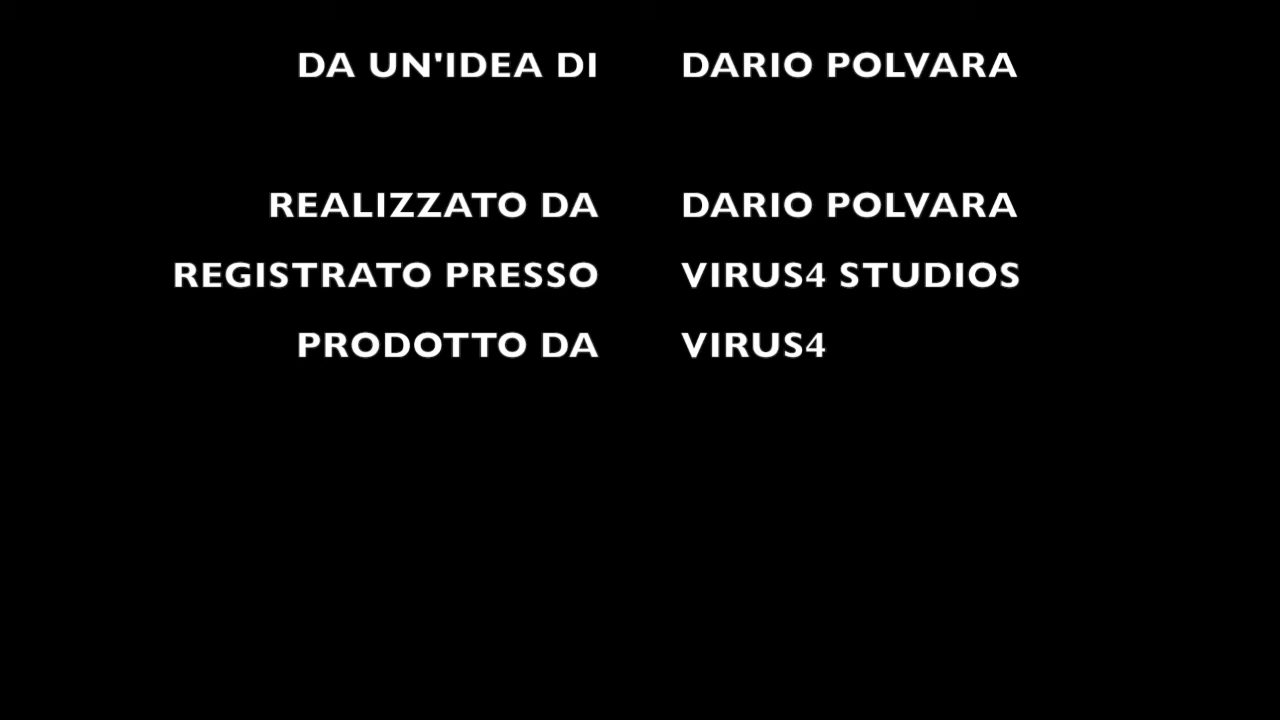 DA UN'IDEA DI DARIO POLVARA
REALIZZATO DA DARIO POLVARA
REGISTRATO PRESSO VIRUS4 STUDIOS
PRODOTTO DA VIRUS4